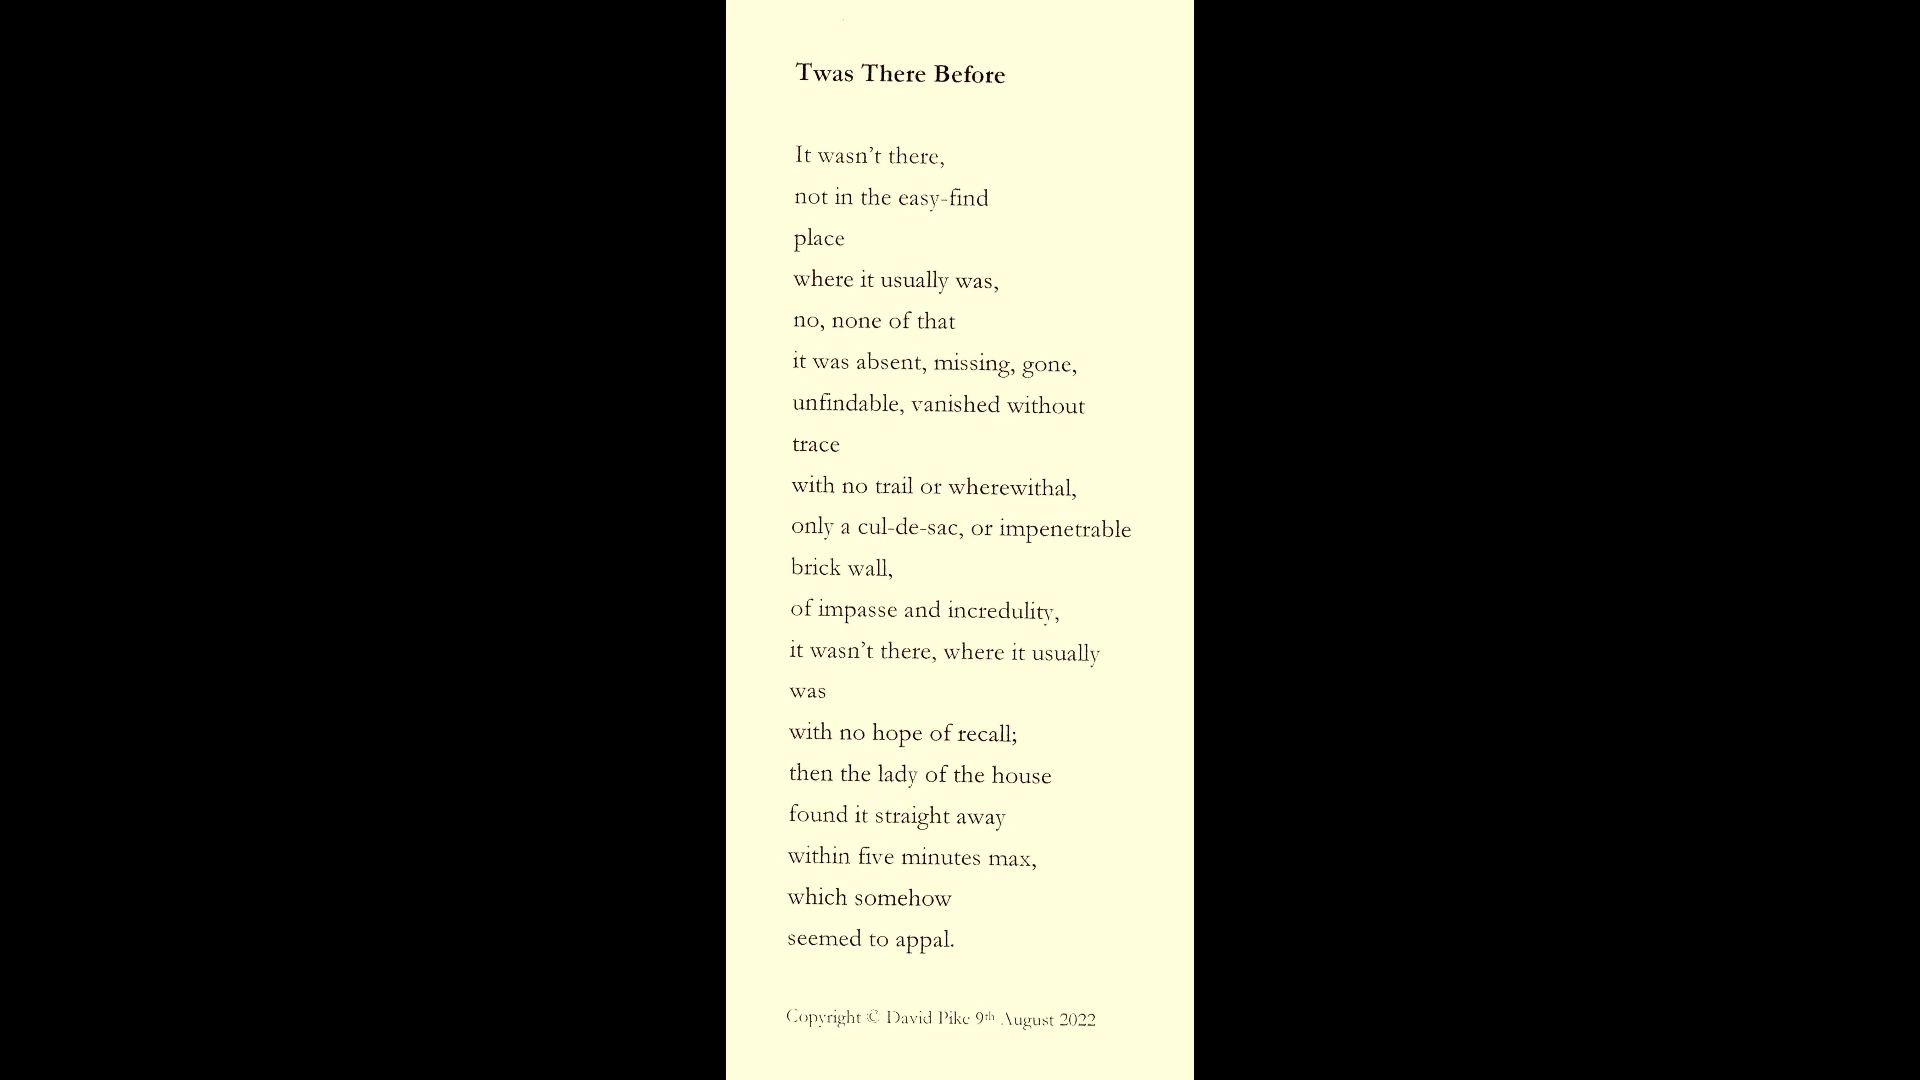 Twas There Before
It wasn't there,
not in the easy-find
place
where it usually was,
no, none of that
it was absent, missing, gone,
unfindable, vanished without
trace
with no trail or wherewithal,
only a cul-de-sac, or impenetrable
brick wall,
of impasse and incredulity,
it wasn't there, where it usually
was
with no hope of recall;
then the lady of the house
found it straight away
within five minutes max,
which somehow
seemed to appal.
Copyright © David Pike 9th August 2022